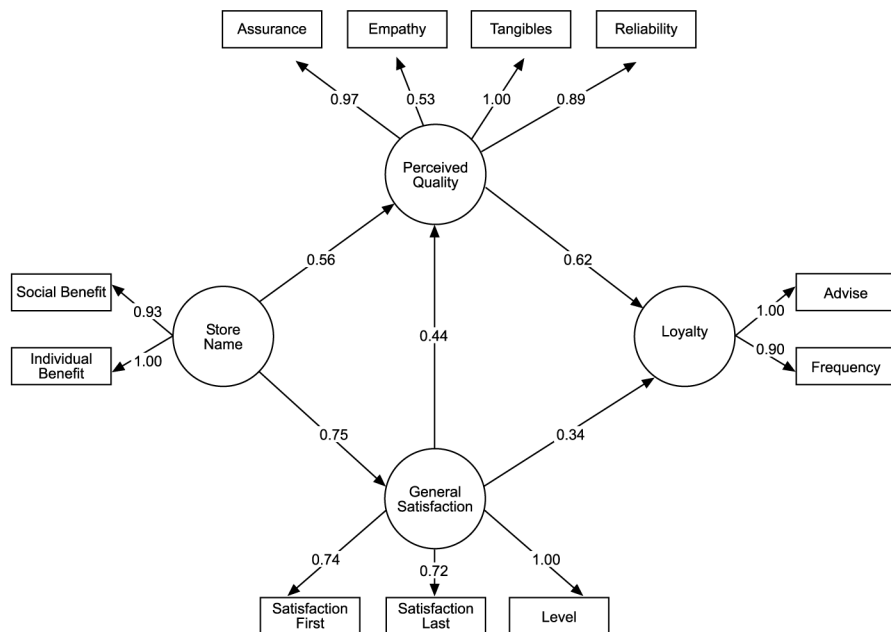 Assurance
Empathy
Tangibles
Reliability
0.97
0.53
1.00
0.89
Perceived
Quality
0.56
0.62
Social Benefit
0.93
Individual
Benefit
1.00
Store
Name
0.44
Loyalty
1.00
Advise
0.90
Frequency
0.75
0.34
General
Satisfaction
0.74
0.72
1.00
Satisfaction
First
Satisfaction
Last
Level